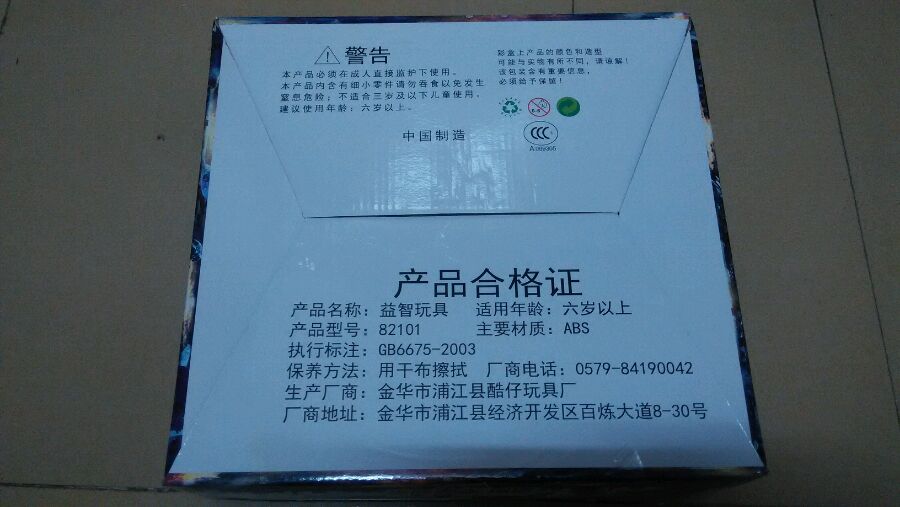 警告
本产品必须在成人直接监护下使用。
本产品内含有细小零件请勿吞食以免发生
窒息危险；不适合三岁及以下儿童使用。
建议使用年龄：六岁以上。
彩盒上产品的颜色和造型
可能与实物有所不同，请谅解！
该包装含有重要信息，
必须给予保留！
中国制造
产品合格证
产品名称：益智玩具 适用年龄：六岁以上
产品型号：82101 主要材质：ABS
执行标注：GB6675-2003
保养方法：用干布擦拭 厂商电话：0579-84190042
生产厂商：金华市浦江县酷仔玩具厂
厂商地址：金华市浦江县经济开发区百炼大道8-30号